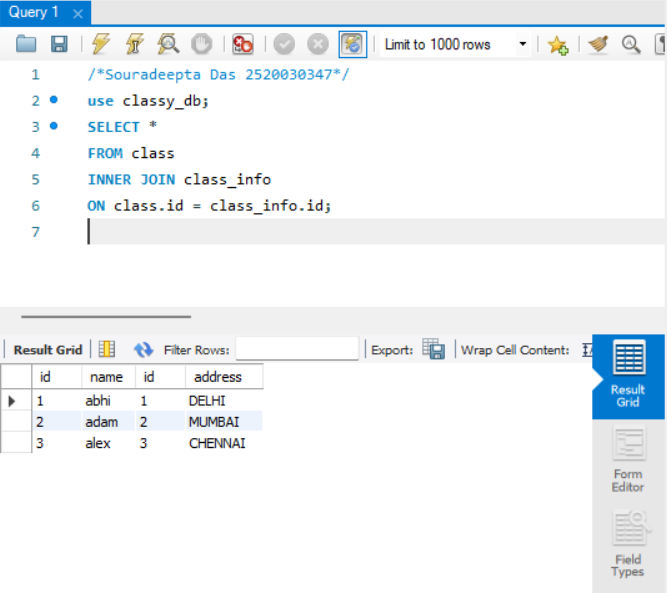 Query 1
Limit to 1000 rows
1 /*Souradeepta Das 2520030347*/
2 use classy_db;
3 SELECT *
4 FROM class
5 INNER JOIN class_info
6 ON class.id = class_info.id;
7
Result Grid Filter Rows: Export: Wrap Cell Content:
id name id address
1 abhi 1 DELHI
2 adam 2 MUMBAI
3 alex 3 CHENNAI
Result
Grid
Form
Editor
Field
Types